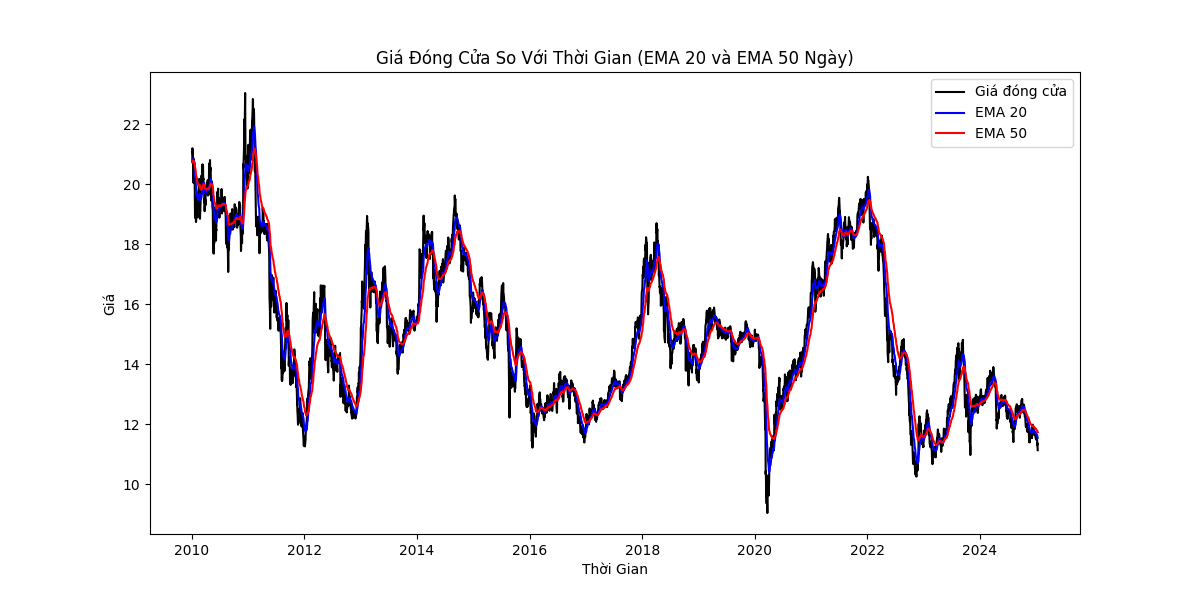 Giá Đóng Cửa So Với Thời Gian (EMA 20 và EMA 50 Ngày)
Giá đóng cửa
EMA 20
EMA 50
22
20
18
16
14
12
10
Giá
2010 2012 2014 2016 2018 2020 2022 2024
Thời Gian